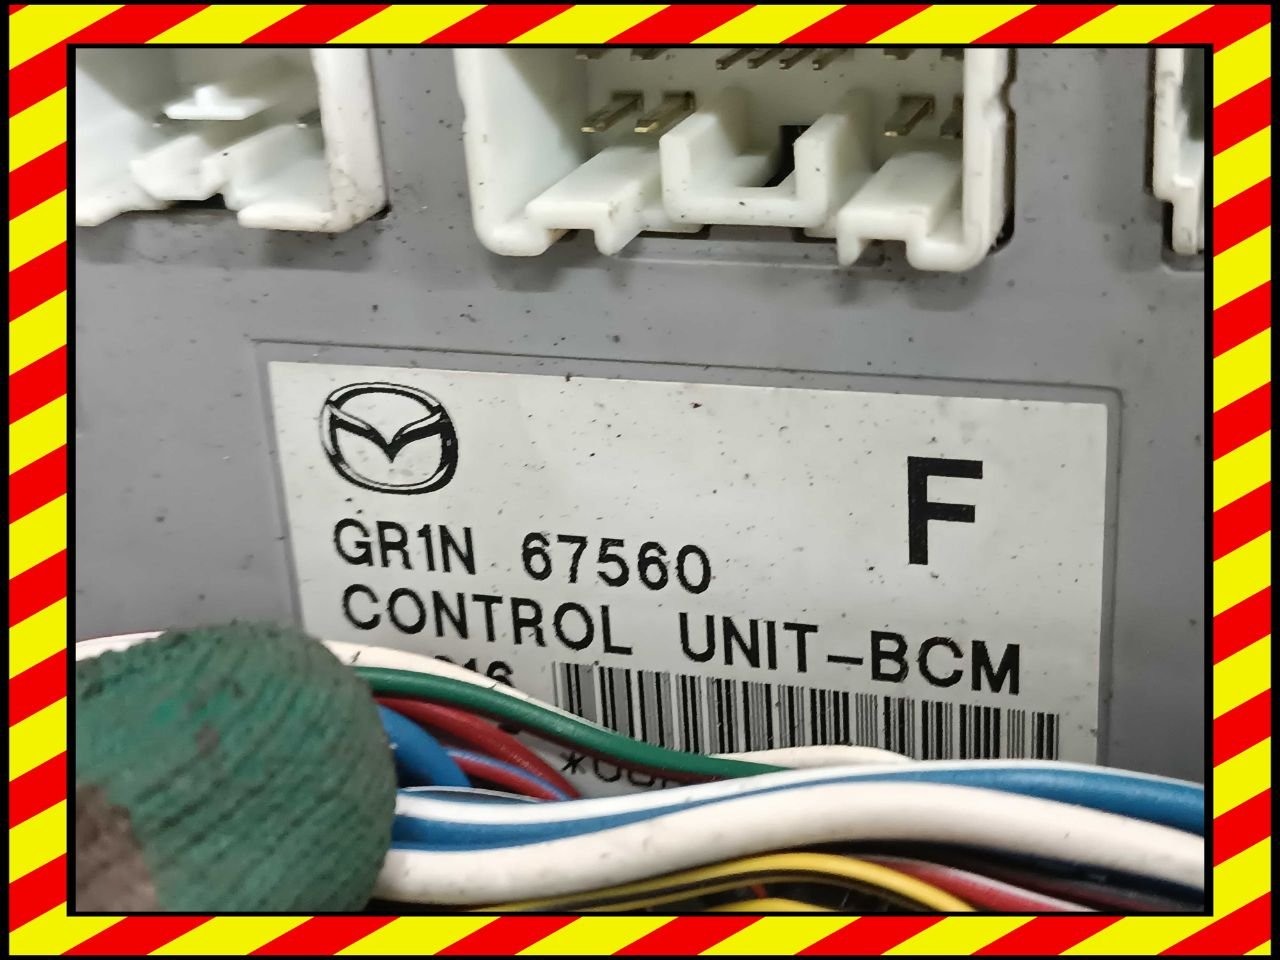 F
GR1N 67560
CONTROL UNIT-BCM